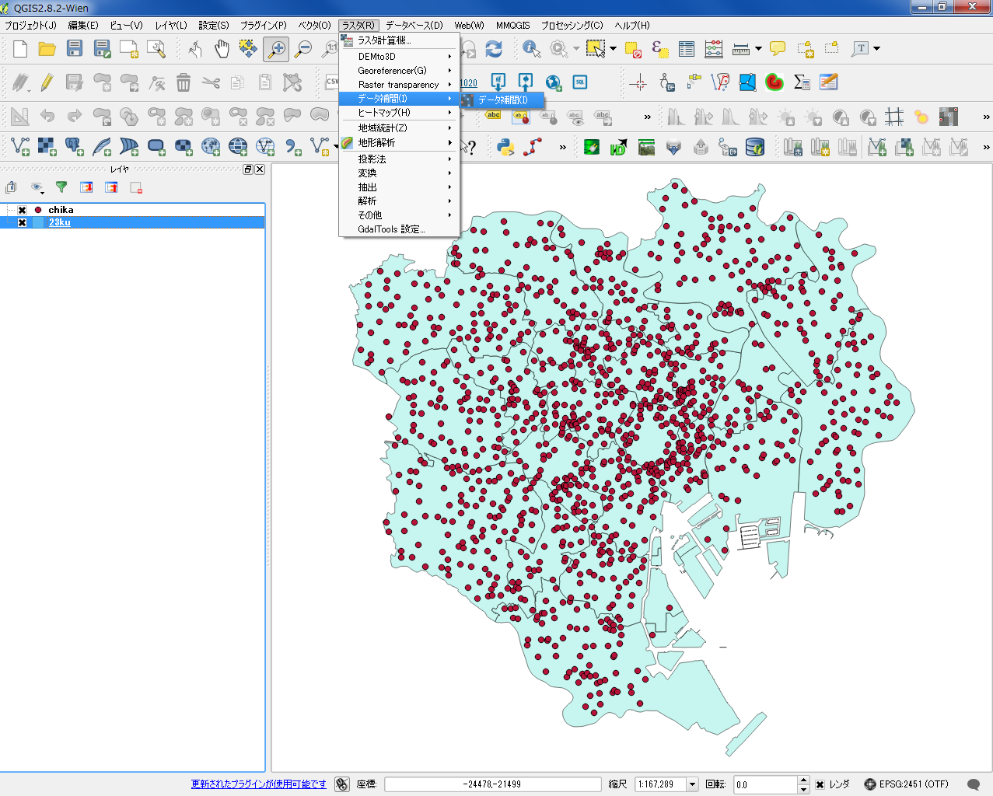 QGIS2.8.2-Wien
プロジェクト(J) 編集(E) ビュー(V) レイヤ(L) 設定(S) プラグイン(P) ベクタ(O) ラスタ(R) データベース(D) Web(W) MMQGIS プロセッシング(C) ヘルプ(H)
ラスタ計算機...
DEMto3D
Georeferencer(G)
Raster transparency
データ補間(I)
データ補間(I)
ヒートマップ(H)
地域統計(Z)
地形解析
投影法
変換
抽出
解析
その他
GdalTools 設定...
レイヤ
chika
23ku
更新されたプラグインが使用可能です 座標: -24478,-21499 縮尺 1:167,289 回転: 0.0 レンダ EPSG:2451 (OTF)